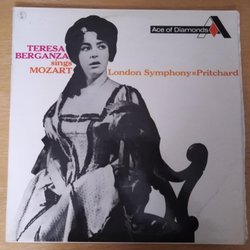 Ace of Diamonds
TERESA
BERGANZA
sings
MOZART
London Symphony Pritchard